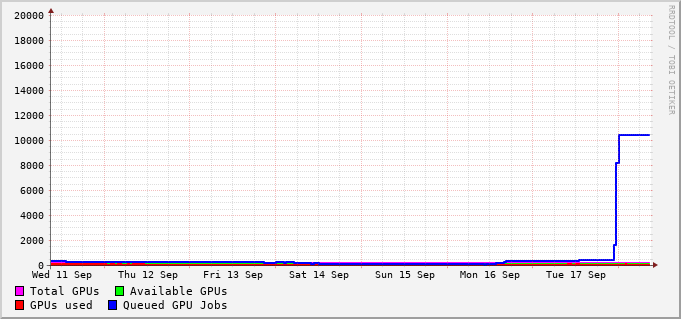 RRDTOOL / TOBI OETIKER
20000
18000
16000
14000
12000
10000
8000
6000
4000
2000
0
Wed 11 Sep Thu 12 Sep Fri 13 Sep Sat 14 Sep Sun 15 Sep Mon 16 Sep Tue 17 Sep
Total GPUs Available GPUs
GPUs used Queued GPU Jobs